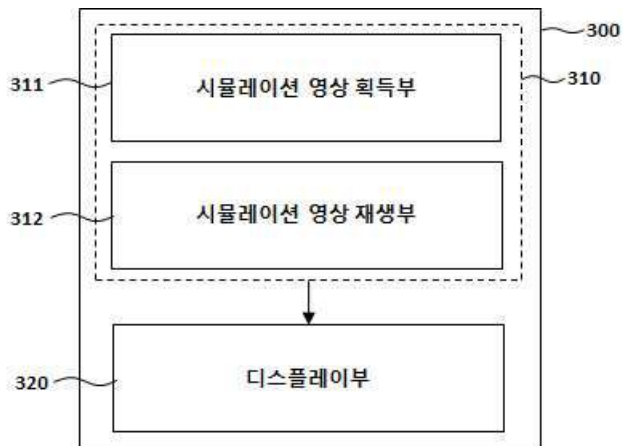 300
311
시뮬레이션 영상 획득부
310
312
시뮬레이션 영상 재생부
320
디스플레이부